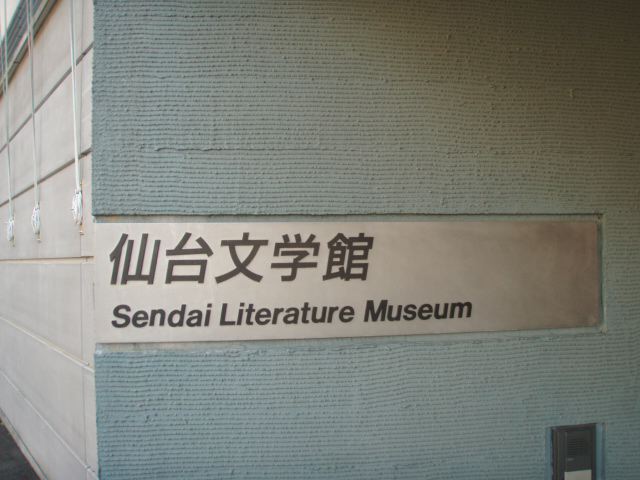 仙台文学館
Sendai Literature Museum